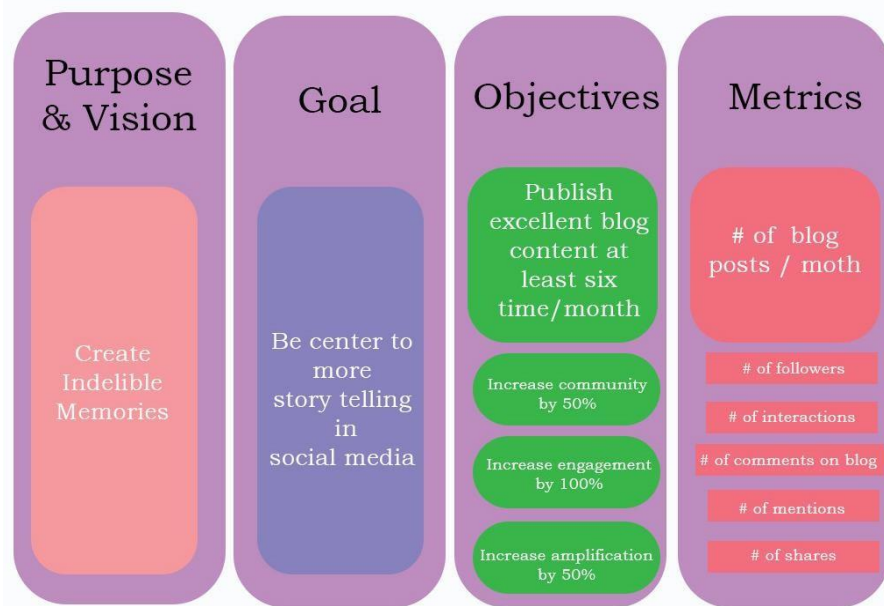 Purpose
& Vision
Create
Indelible
Memories
Goal
Be center to
more
story telling
in
social media
Objectives
Publish
excellent blog
content at
least six
time/month
Increase community
by 50%
Increase engagement
by 100%
Increase amplification
by 50%
Metrics
# of blog
posts / moth
# of followers
# of interactions
# of comments on blog
# of mentions
# of shares